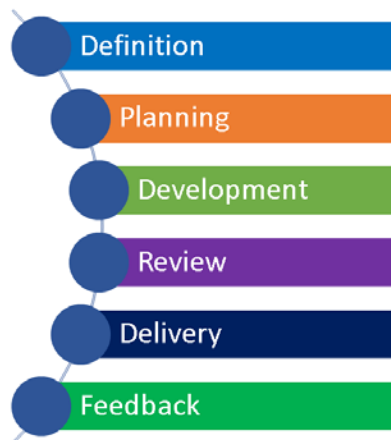 Definition
Planning
Development
Review
Delivery
Feedback